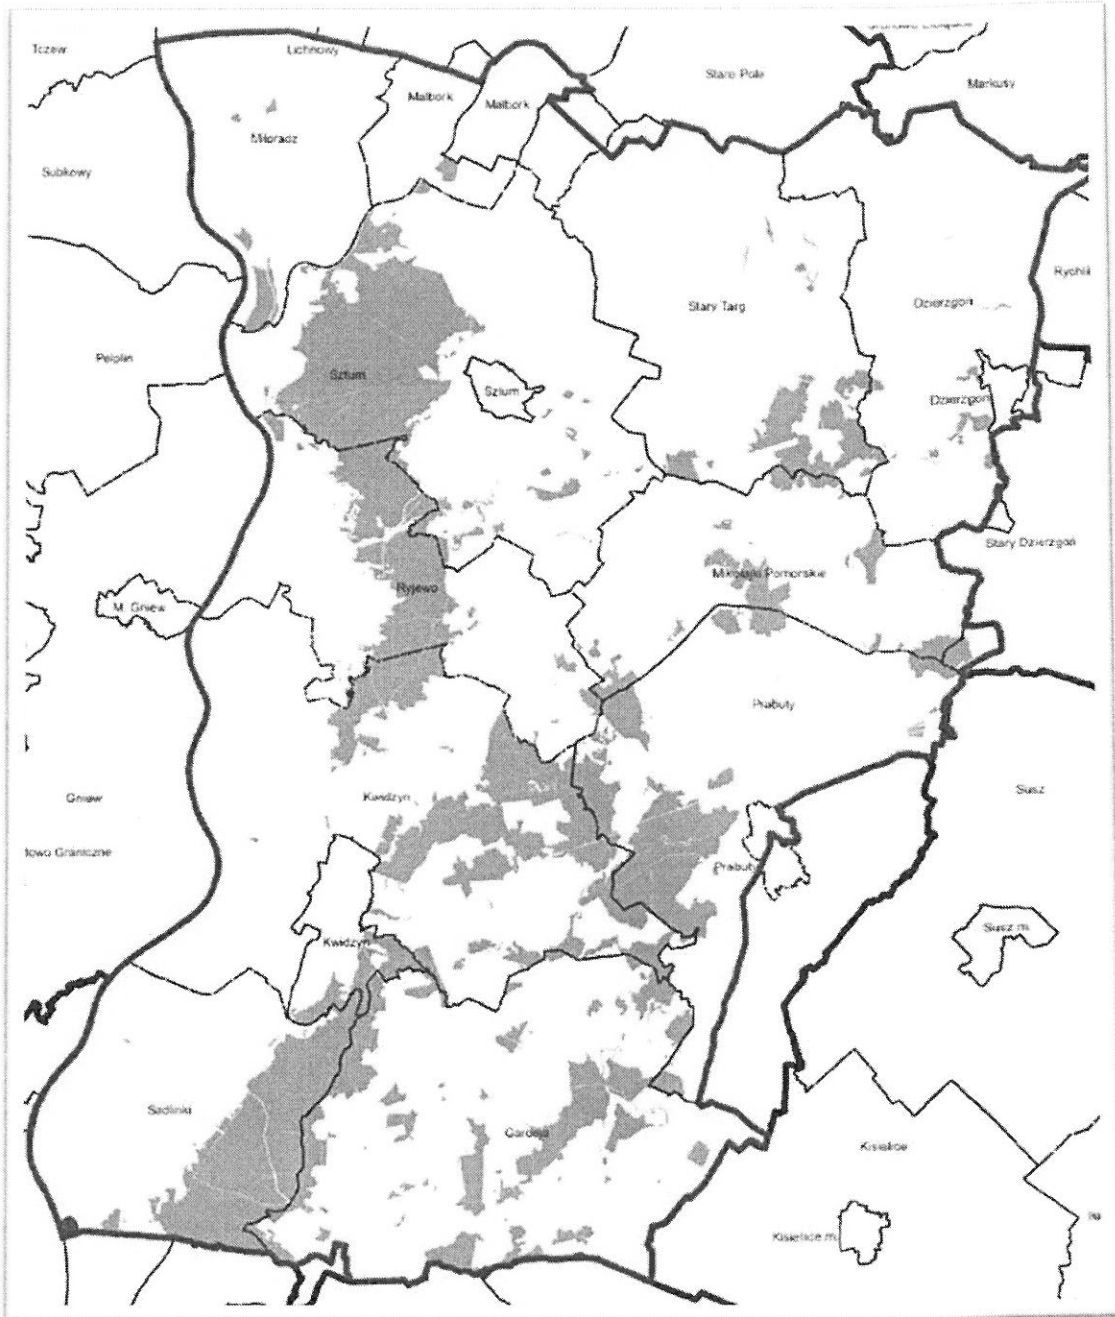 Tczew
Lichnowy
Stare Pole
Markusy
Malbork
Malbork
Miłoradz
Subkowy
Rychli
Stary Targ
Dzierzgoń
Pelplin
Sztum
Sztum
Dzierzgoń
Stary Dzierzgoń
Mikołajki Pomorskie
Ryjewo
M. Gniew
Prabuty
Gniew
Kwidzyn
Susz
towo Graniczne
Prabuty
Susz m.
Kwidzyn
Sadlinki
Gardeja
Kisielice
Kisielice m.